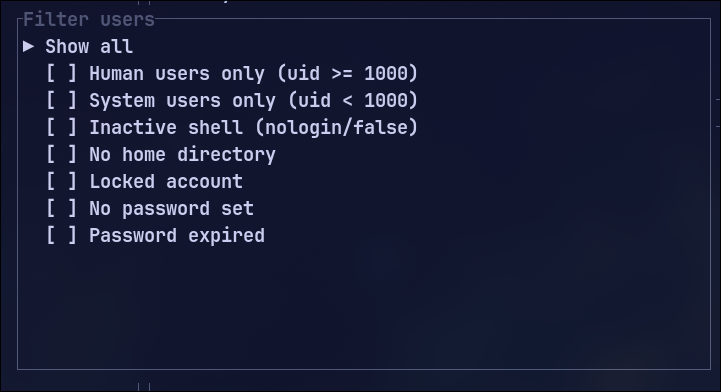 Filter users
▶ Show all
[ ] Human users only (uid >= 1000)
[ ] System users only (uid < 1000)
[ ] Inactive shell (nologin/false)
[ ] No home directory
[ ] Locked account
[ ] No password set
[ ] Password expired